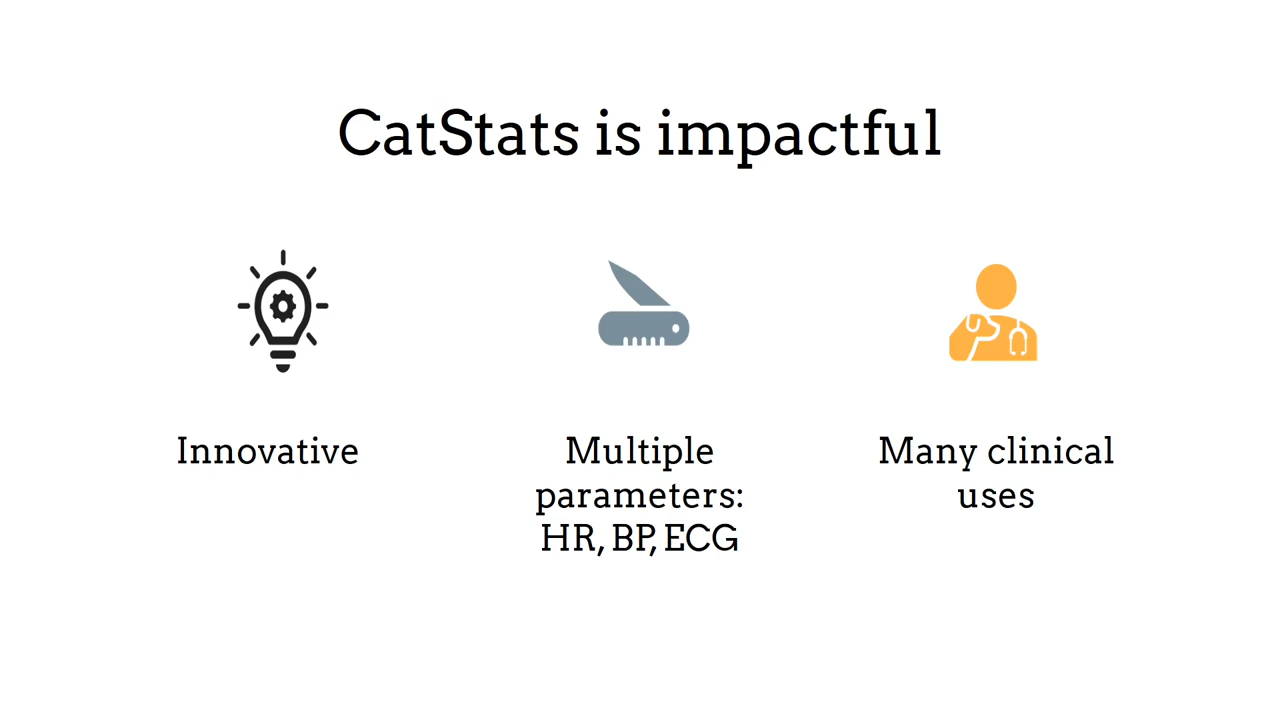 CatStats is impactful
Innovative
Multiple
parameters:
HR, BP, ECG
Many clinical
uses